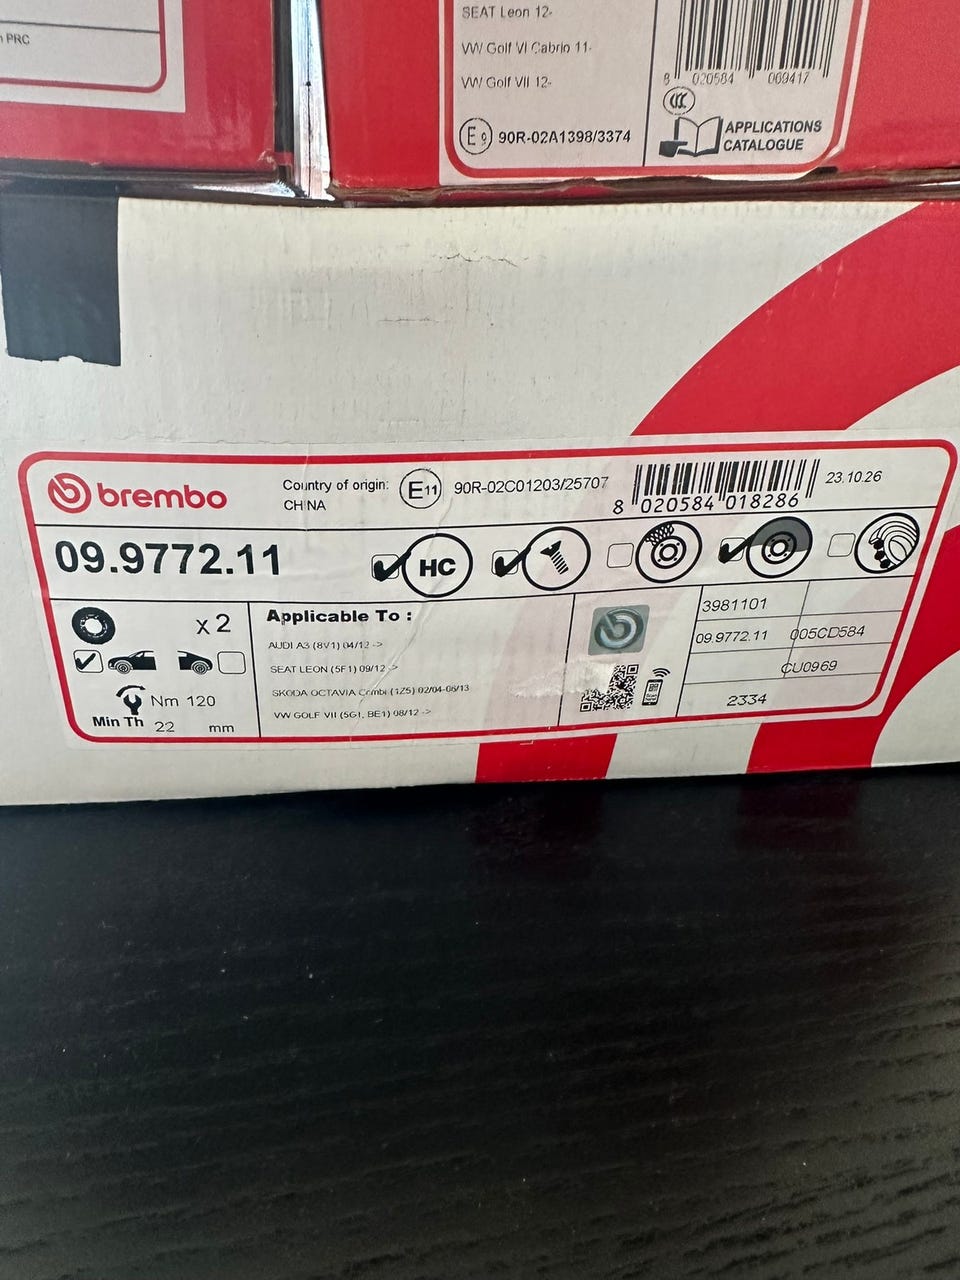 PRC
SEAT Leon 12-
VW Golf VI Cabrio 11-
VW Golf VII 12-
E9 90R-02A1398/3374
8 020584 069417
CCC
APPLICATIONS
CATALOGUE
brembo
Country of origin:
CHINA
E11 90R-02C01203/25707
8 020584 018286
23.10.26
09.9772.11
HC
x2
Nm 120
Min Th 22 mm
Applicable To :
AUDI A3 (8V1) 04/12 ->
SEAT LEON (5F1) 09/12 ->
SKODA OCTAVIA Combi (1Z5) 02/04-06/13
VW GOLF VII (5G1, BE1) 08/12 ->
3981101
09.9772.11 005CD584
CU0969
2334